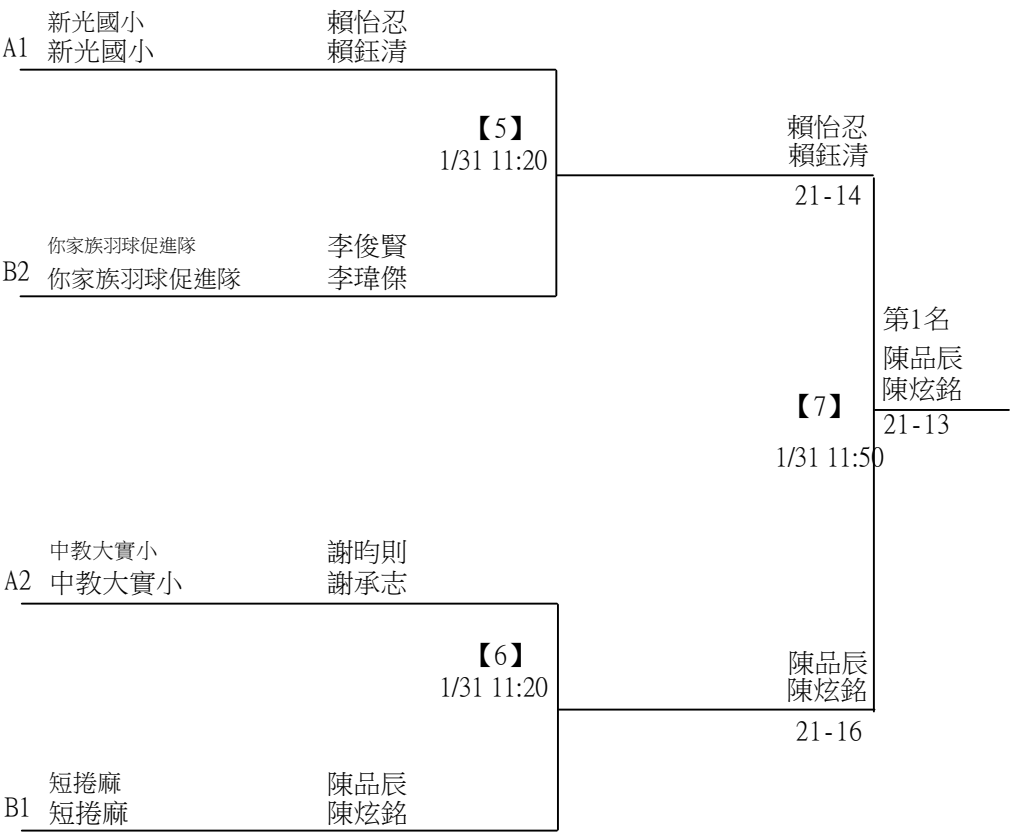 新光國小 賴怡忍
A1 新光國小 賴鈺清
【5】
1/31 11:20
賴怡忍
賴鈺清
21-14
你家族羽球促進隊 李俊賢
B2 你家族羽球促進隊 李瑋傑
第1名
陳品辰
陳炫銘
【7】
21-13
1/31 11:50
中教大實小 謝昀則
A2 中教大實小 謝承志
【6】
1/31 11:20
陳品辰
陳炫銘
21-16
短捲麻 陳品辰
B1 短捲麻 陳炫銘